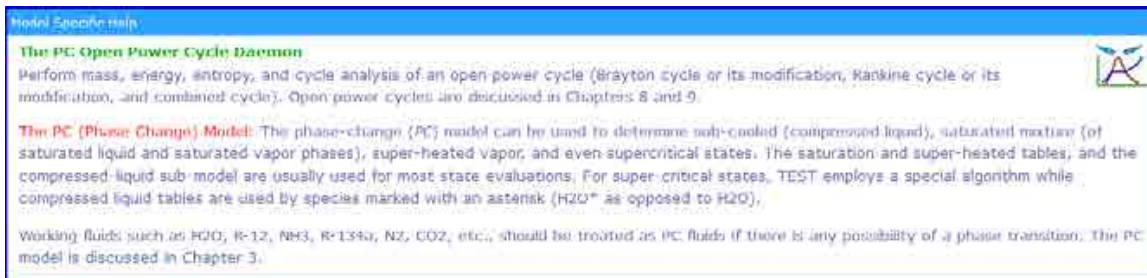 Model Specific Help
The PC Open Power Cycle Daemon
Perform mass, energy, entropy, and cycle analysis of an open power cycle (Brayton cycle or its modification, Rankine cycle or its
modification, and combined cycle). Open power cycles are discussed in Chapters 8 and 9.
The PC (Phase Change) Model: The phase-change (PC) model can be used to determine sub-cooled (compressed liquid), saturated mixture (of
saturated liquid and saturated vapor phases), super-heated vapor, and even supercritical states. The saturation and super-heated tables, and the
compressed-liquid sub-model are usually used for most state evaluations. For super critical states, TEST employs a special algorithm while
compressed liquid tables are used by species marked with an asterisk (H2O* as opposed to H2O).
Working fluids such as H2O, R-12, NH3, R-134a, N2, CO2, etc., should be treated as PC fluids if there is any possibility of a phase transition. The PC
model is discussed in Chapter 3.